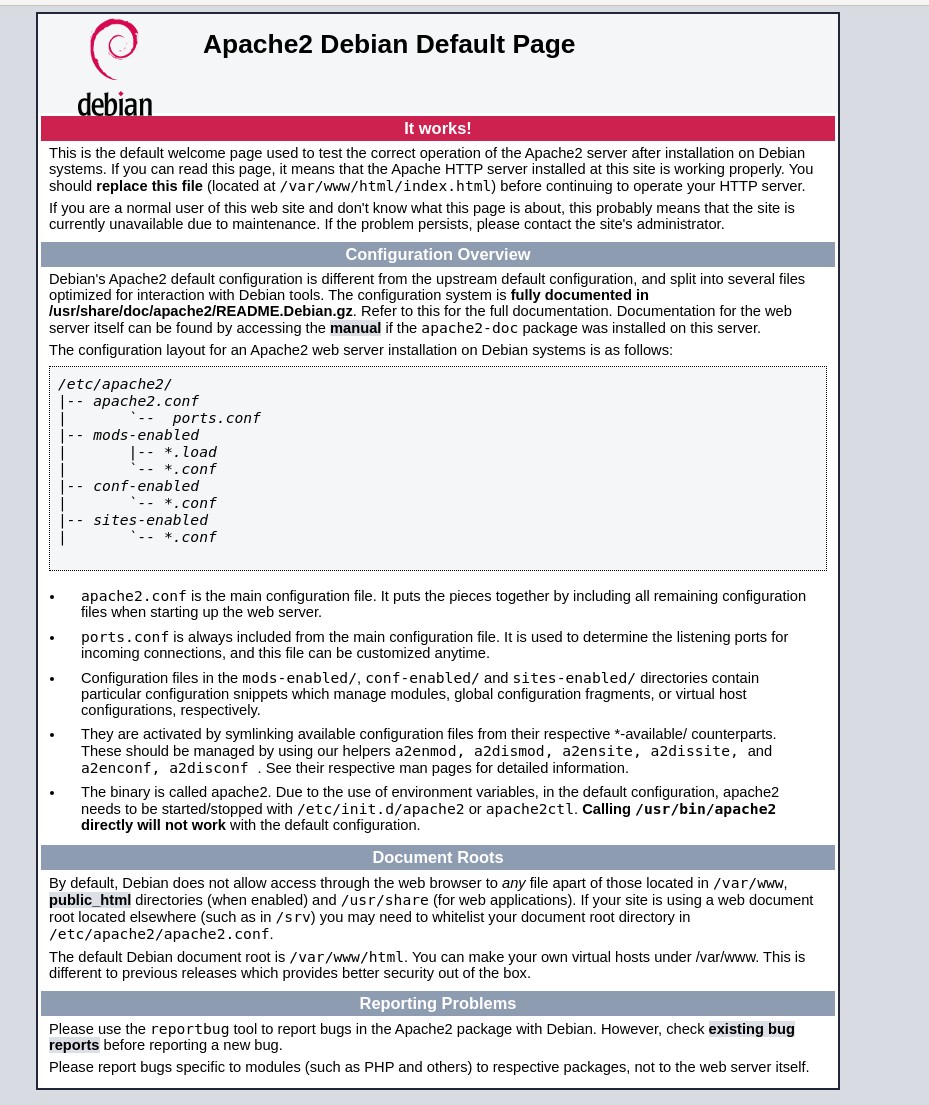 debian
Apache2 Debian Default Page
It works!
This is the default welcome page used to test the correct operation of the Apache2 server after installation on Debian
systems. If you can read this page, it means that the Apache HTTP server installed at this site is working properly. You
should replace this file (located at /var/www/html/index.html) before continuing to operate your HTTP server.
If you are a normal user of this web site and don't know what this page is about, this probably means that the site is
currently unavailable due to maintenance. If the problem persists, please contact the site's administrator.
Configuration Overview
Debian's Apache2 default configuration is different from the upstream default configuration, and split into several files
optimized for interaction with Debian tools. The configuration system is fully documented in
/usr/share/doc/apache2/README.Debian.gz. Refer to this for the full documentation. Documentation for the web
server itself can be found by accessing the manual if the apache2-doc package was installed on this server.
The configuration layout for an Apache2 web server installation on Debian systems is as follows:
/etc/apache2/
|-- apache2.conf
|       `--  ports.conf
|-- mods-enabled
|       |-- *.load
|       `-- *.conf
|-- conf-enabled
|       `-- *.conf
|-- sites-enabled
|       `-- *.conf
• apache2.conf is the main configuration file. It puts the pieces together by including all remaining configuration
files when starting up the web server.
• ports.conf is always included from the main configuration file. It is used to determine the listening ports for
incoming connections, and this file can be customized anytime.
• Configuration files in the mods-enabled/, conf-enabled/ and sites-enabled/ directories contain
particular configuration snippets which manage modules, global configuration fragments, or virtual host
configurations, respectively.
• They are activated by symlinking available configuration files from their respective *-available/ counterparts.
These should be managed by using our helpers a2enmod, a2dismod, a2ensite, a2dissite, and
a2enconf, a2disconf . See their respective man pages for detailed information.
• The binary is called apache2. Due to the use of environment variables, in the default configuration, apache2
needs to be started/stopped with /etc/init.d/apache2 or apache2ctl. Calling /usr/bin/apache2
directly will not work with the default configuration.
Document Roots
By default, Debian does not allow access through the web browser to any file apart of those located in /var/www,
public_html directories (when enabled) and /usr/share (for web applications). If your site is using a web document
root located elsewhere (such as in /srv) you may need to whitelist your document root directory in
/etc/apache2/apache2.conf.
The default Debian document root is /var/www/html. You can make your own virtual hosts under /var/www. This is
different to previous releases which provides better security out of the box.
Reporting Problems
Please use the reportbug tool to report bugs in the Apache2 package with Debian. However, check existing bug
reports before reporting a new bug.
Please report bugs specific to modules (such as PHP and others) to respective packages, not to the web server itself.